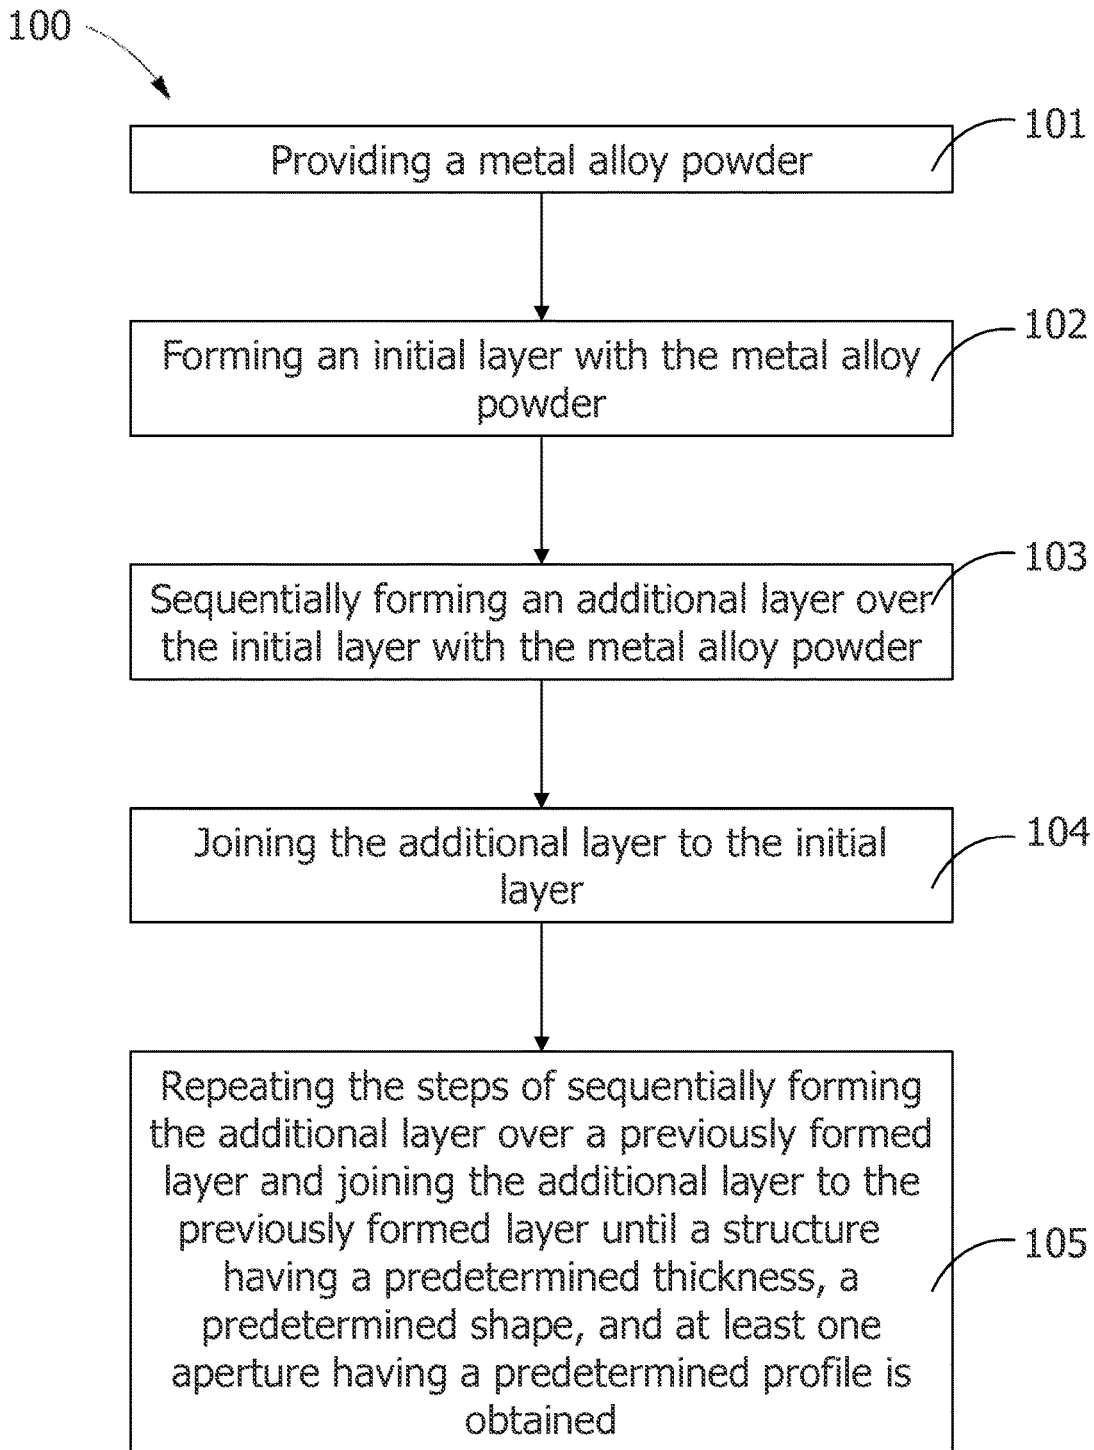 100
101
Providing a metal alloy powder
102
Forming an initial layer with the metal alloy
powder
103
Sequentially forming an additional layer over
the initial layer with the metal alloy powder
104
Joining the additional layer to the initial
layer
Repeating the steps of sequentially forming
the additional layer over a previously formed
layer and joining the additional layer to the
previously formed layer until a structure
105
having a predetermined thickness, a
predetermined shape, and at least one
aperture having a predetermined profile is
obtained